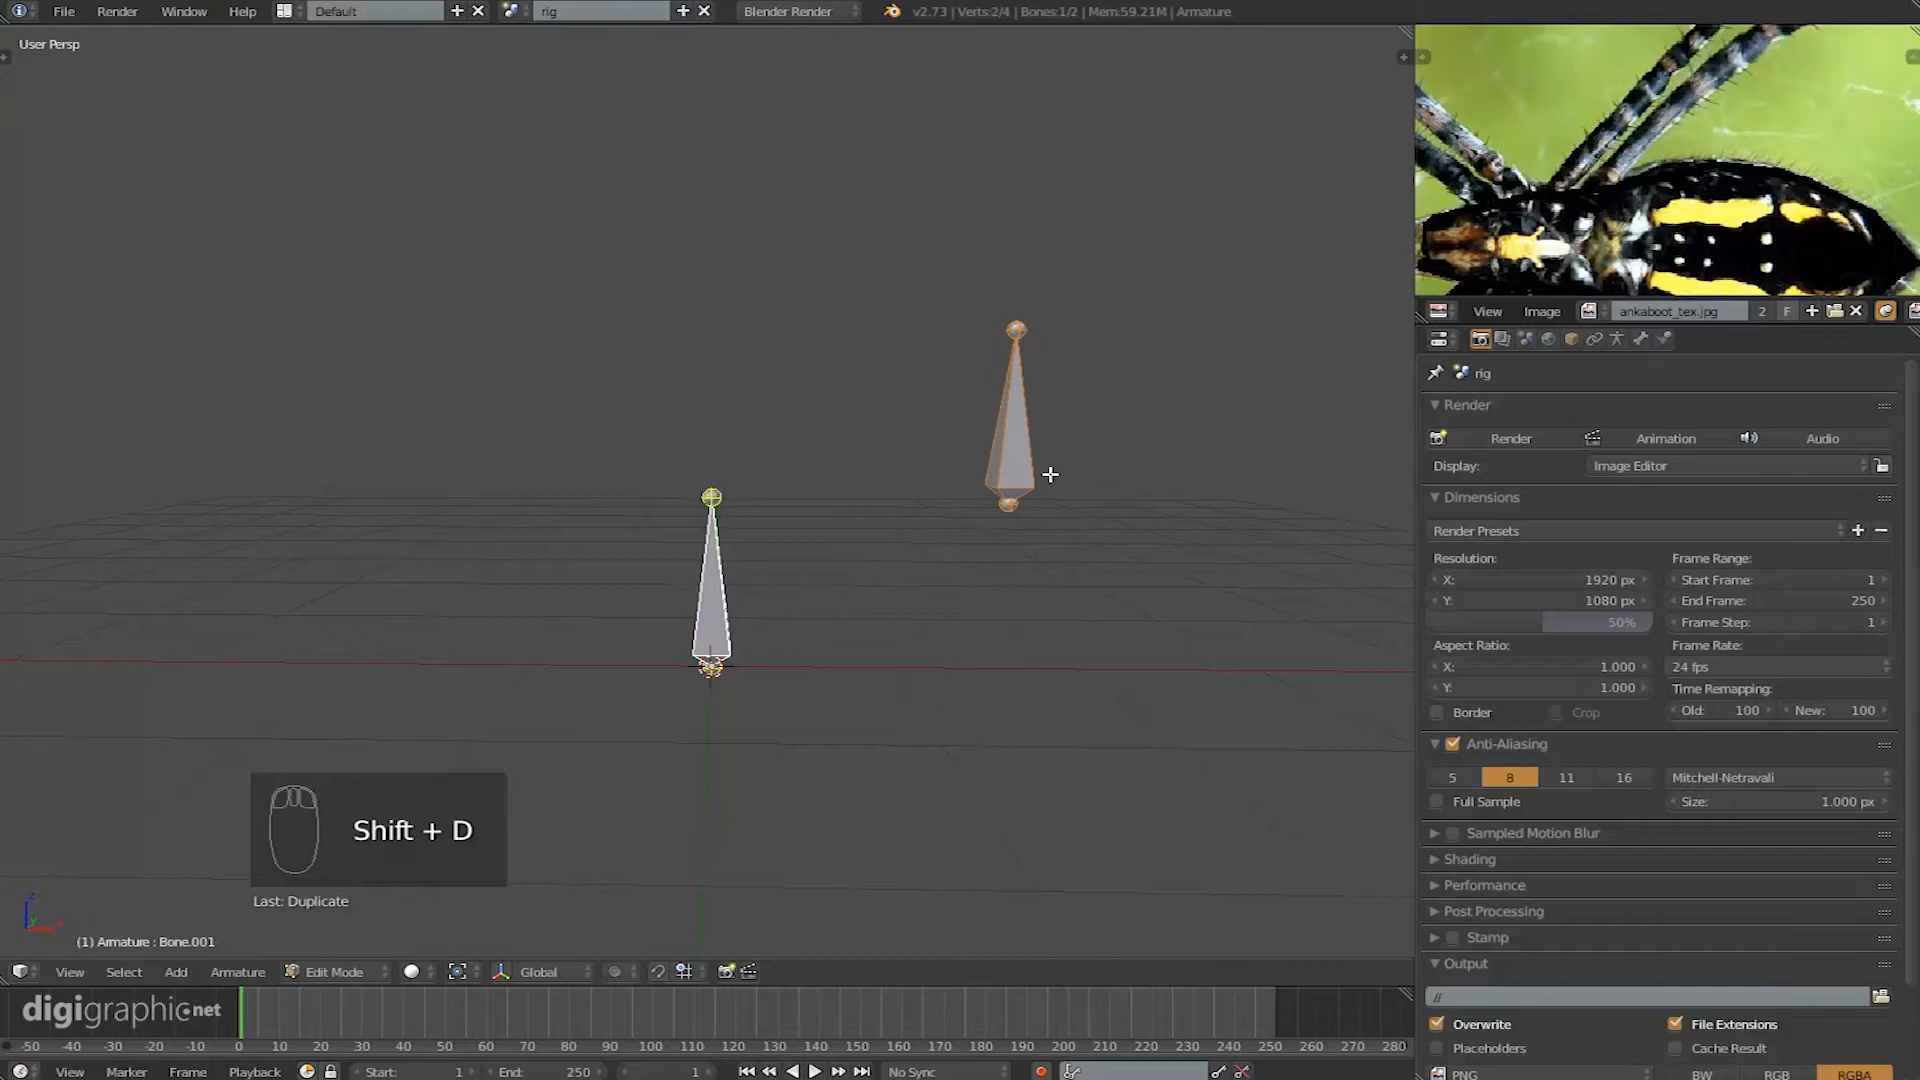 File Render Window Help Default rig Blender Render v2.73 | Verts:2/4 | Bones:1/2 | Mem:59.21M | Armature
User Persp
View Image ankaboot_tex.jpg 2 F
rig
Render
Render Animation Audio
Display: Image Editor
Dimensions
Render Presets
Resolution: Frame Range:
X: 1920 px Start Frame: 1
Y: 1080 px End Frame: 250
50% Frame Step: 1
Aspect Ratio: Frame Rate:
X: 1.000 24 fps
Y: 1.000 Time Remapping:
Border Crop Old: 100 New: 100
Anti-Aliasing
5 8 11 16 Mitchell-Netravali
Full Sample Size: 1.000 px
Sampled Motion Blur
Shading
Performance
Post Processing
Stamp
Output
//
Overwrite File Extensions
Placeholders Cache Result
PNG BW RGB RGBA
Shift + D
Last: Duplicate
(1) Armature : Bone.001
View Select Add Armature Edit Mode Global
digigraphic.net
-50 -40 -30 -20 -10 0 10 20 30 40 50 60 70 80 90 100 110 120 130 140 150 160 170 180 190 200 210 220 230 240 250 260 270 280
View Marker Frame Playback Start: 1 End: 250 1 No Sync